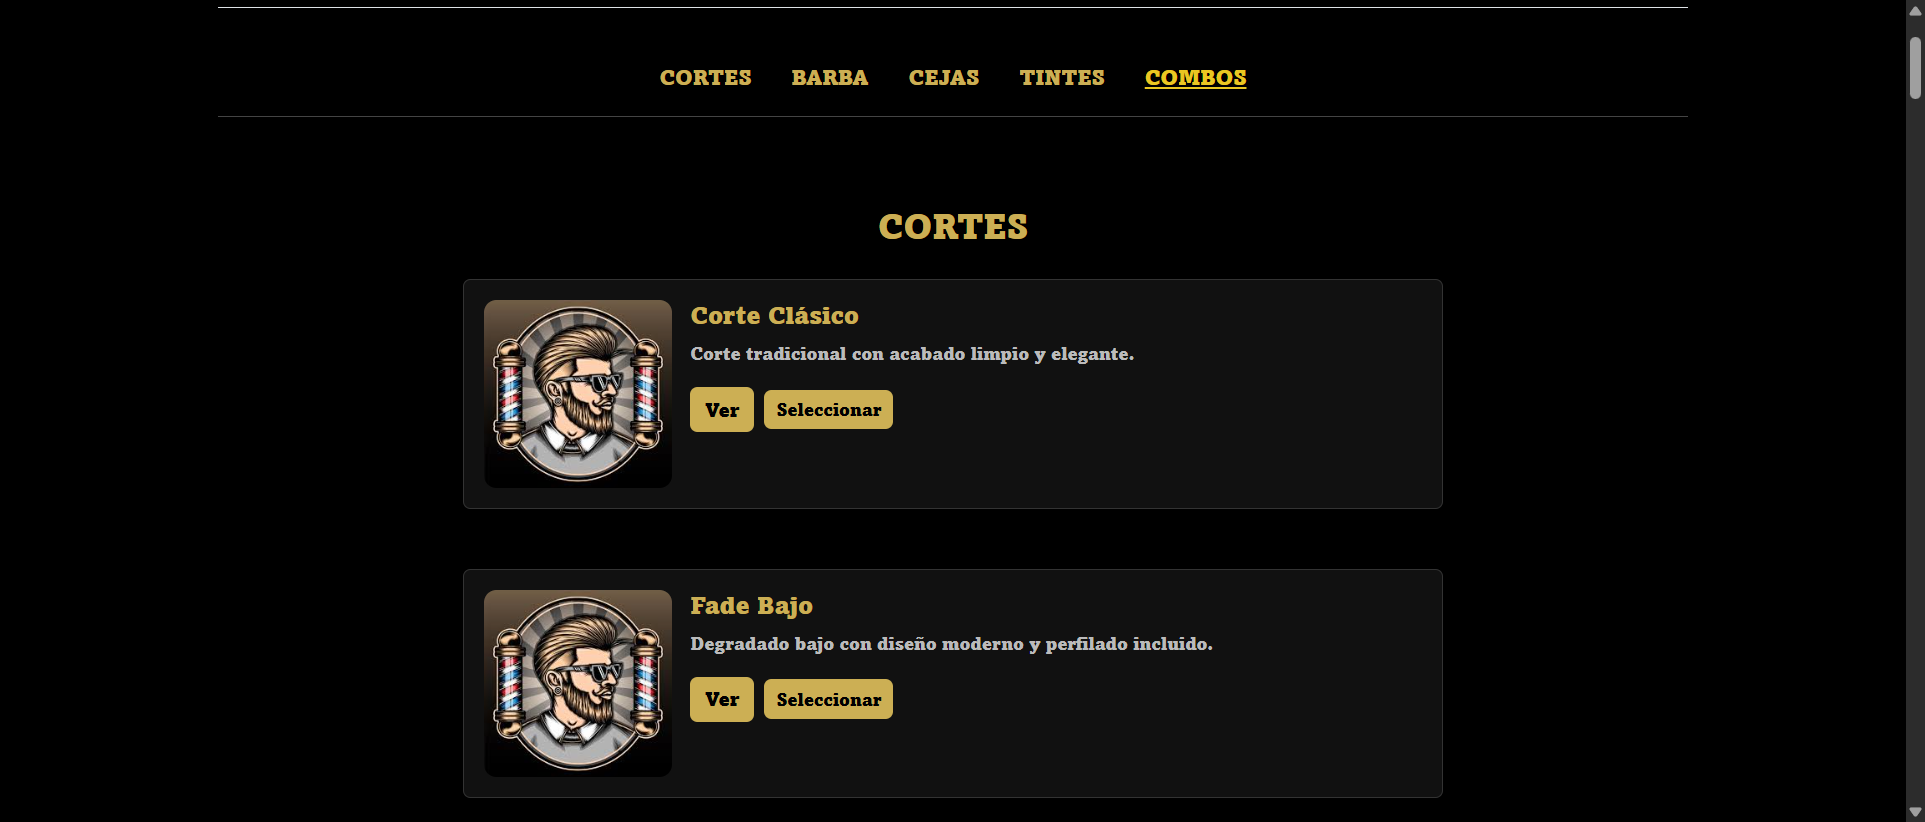 CORTES BARBA CEJAS TINTES COMBOS
CORTES
Corte Clásico
Corte tradicional con acabado limpio y elegante.
Ver Seleccionar
Fade Bajo
Degradado bajo con diseño moderno y perfilado incluido.
Ver Seleccionar